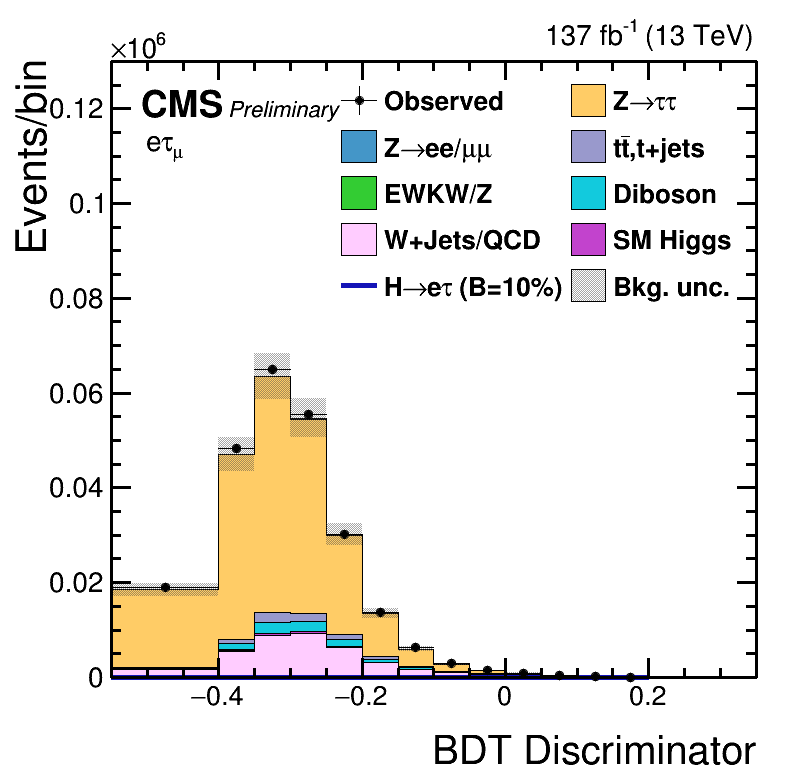 ×10⁶
137 fb⁻¹ (13 TeV)
Events/bin
CMS Preliminary
eτμ
Observed
Z→ττ
Z→ee/μμ
tt̄,t+jets
EWKW/Z
Diboson
W+Jets/QCD
SM Higgs
H→eτ (B=10%)
Bkg. unc.
0.12
0.1
0.08
0.06
0.04
0.02
0
−0.4
−0.2
0
0.2
BDT Discriminator